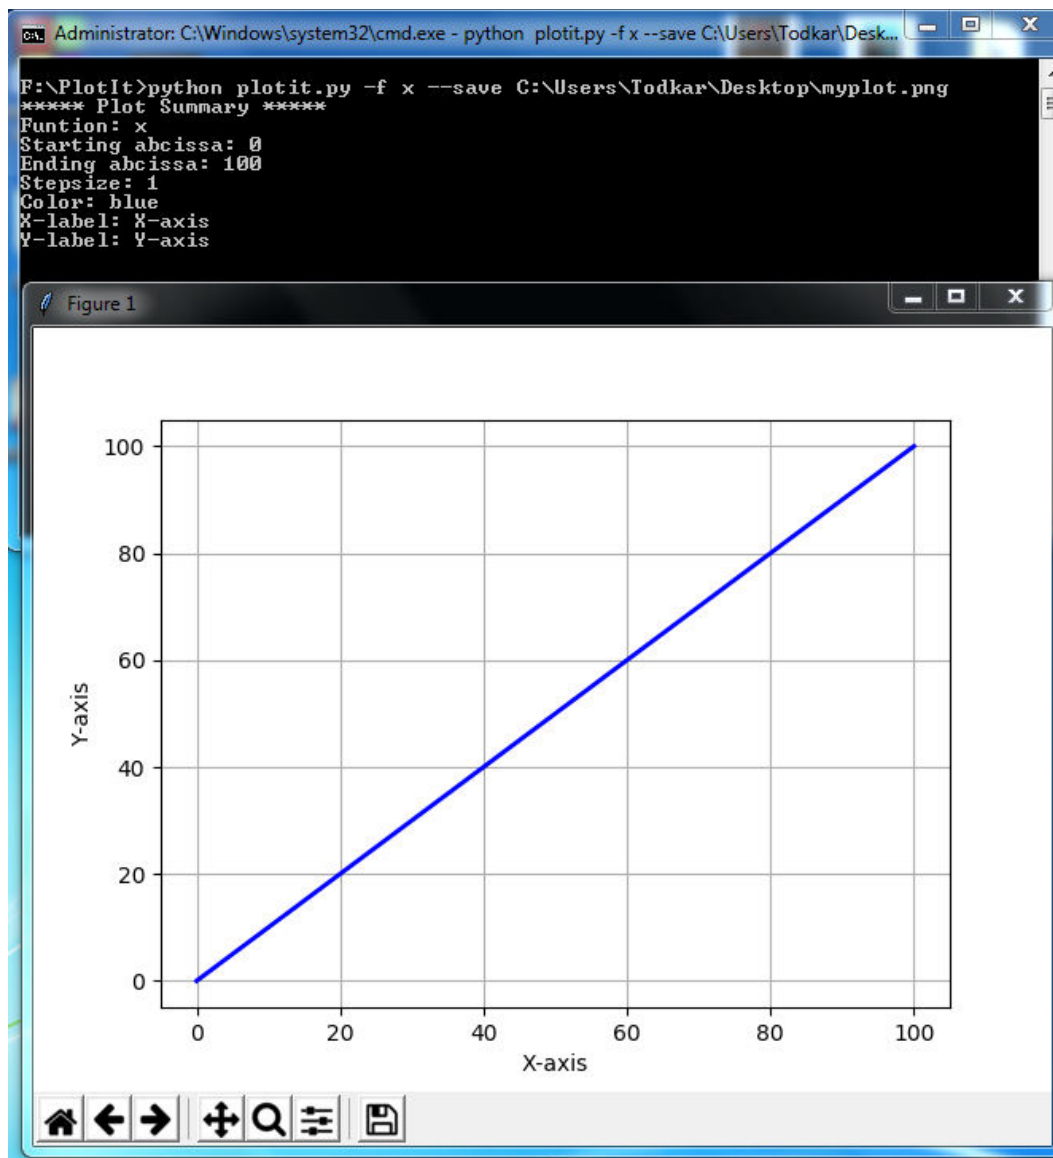 Administrator: C:\Windows\system32\cmd.exe - python  plotit.py -f x --save C:\Users\Todkar\Desk...
F:\PlotIt>python plotit.py -f x --save C:\Users\Todkar\Desktop\myplot.png
***** Plot Summary *****
Funtion: x
Starting abcissa: 0
Ending abcissa: 100
Stepsize: 1
Color: blue
X-label: X-axis
Y-label: Y-axis
Figure 1
100
80
60
40
20
0
Y-axis
0 20 40 60 80 100
X-axis